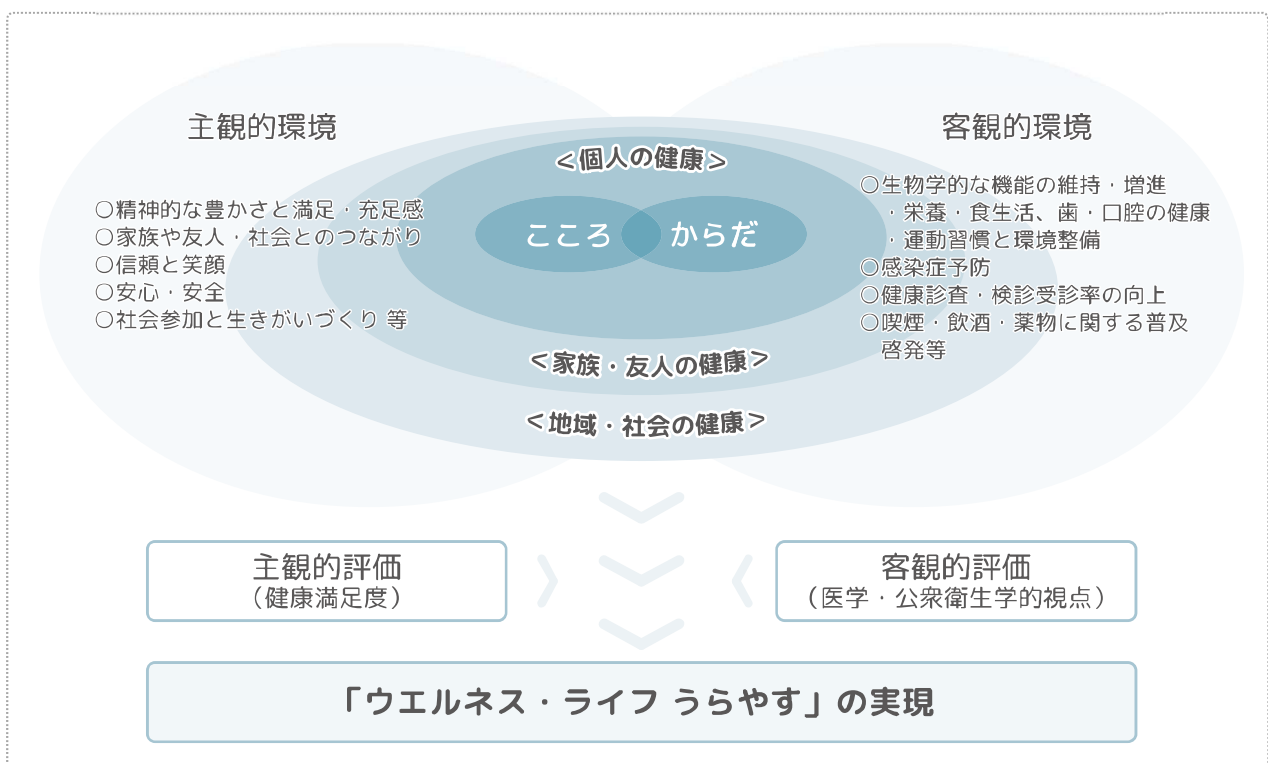 主観的環境
○精神的な豊かさと満足・充足感
○家族や友人・社会とのつながり
○信頼と笑顔
○安心・安全
○社会参加と生きがいづくり 等
<個人の健康>
こころ
からだ
<家族・友人の健康>
<地域・社会の健康>
客観的環境
○生物学的な機能の維持・増進
・栄養・食生活、歯・口腔の健康
・運動習慣と環境整備
○感染症予防
○健康診査・検診受診率の向上
○喫煙・飲酒・薬物に関する普及
啓発等
主観的評価
（健康満足度）
客観的評価
（医学・公衆衛生学的視点）
「ウエルネス・ライフ うらやす」の実現